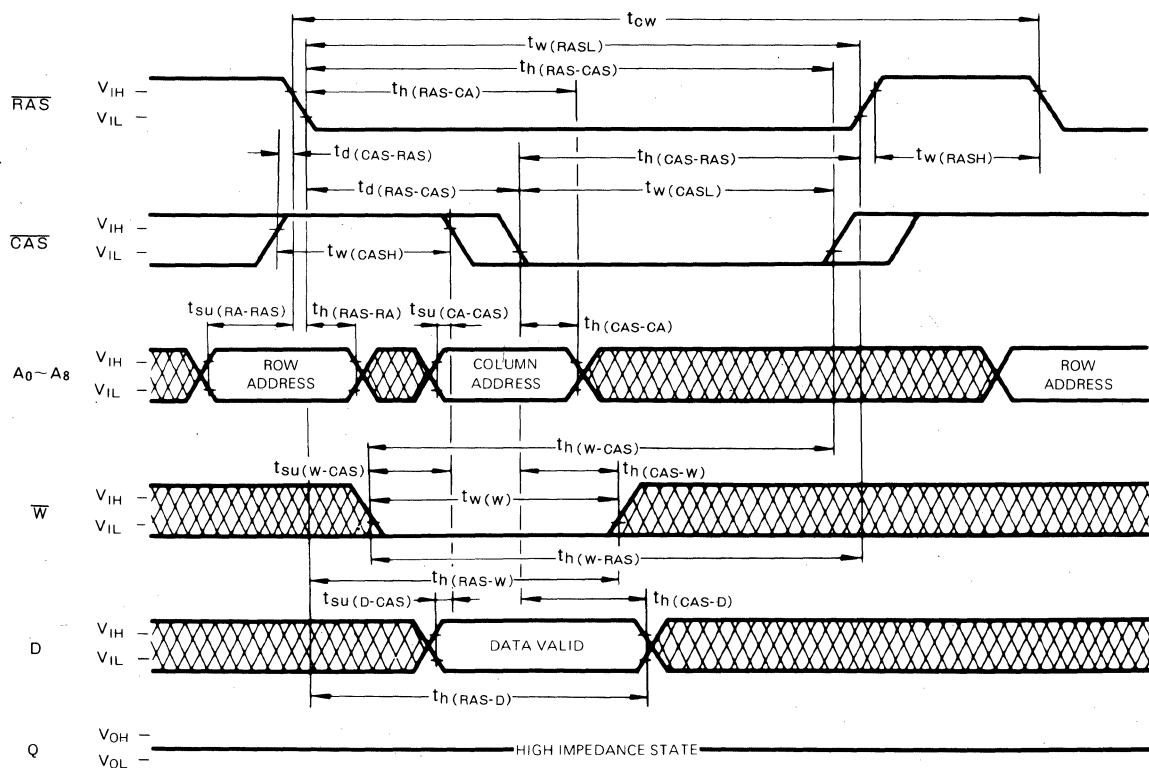 tCW
tW(RASL)
th(RAS-CAS)
th(RAS-CA)
RAS
VIH
VIL
td(CAS-RAS)
th(CAS-RAS)
tW(RASH)
td(RAS-CAS)
tW(CASL)
CAS
VIH
VIL
tW(CASH)
tsu(RA-RAS)
th(RAS-RA)
tsu(CA-CAS)
th(CAS-CA)
A0~A8
VIH
VIL
ROW ADDRESS
COLUMN ADDRESS
ROW ADDRESS
th(W-CAS)
tsu(W-CAS)
th(CAS-W)
W
VIH
VIL
tW(W)
th(W-RAS)
th(RAS-W)
tsu(D-CAS)
th(CAS-D)
D
VIH
VIL
DATA VALID
th(RAS-D)
Q
VOH
VOL
HIGH IMPEDANCE STATE